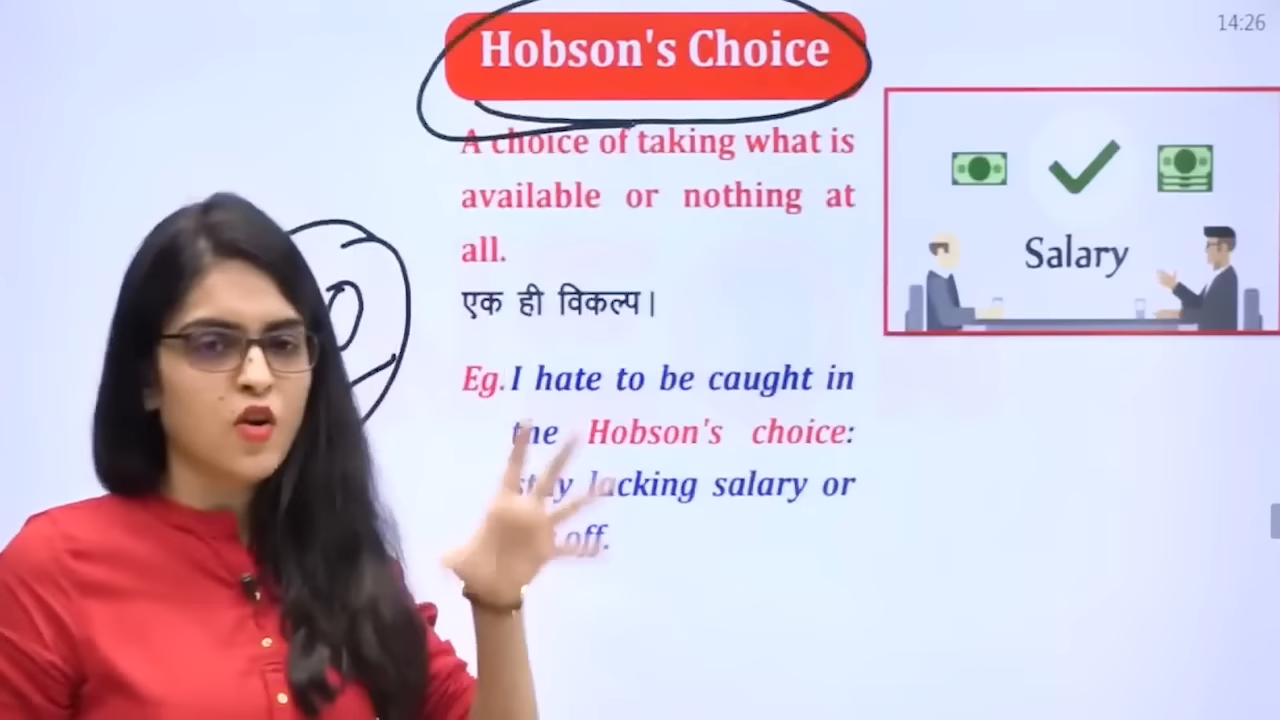 14:26
Hobson's Choice
A choice of taking what is
available or nothing at
all.
एक ही विकल्प।
Eg. I hate to be caught in
the Hobson's choice:
stay lacking salary or
off.
Salary